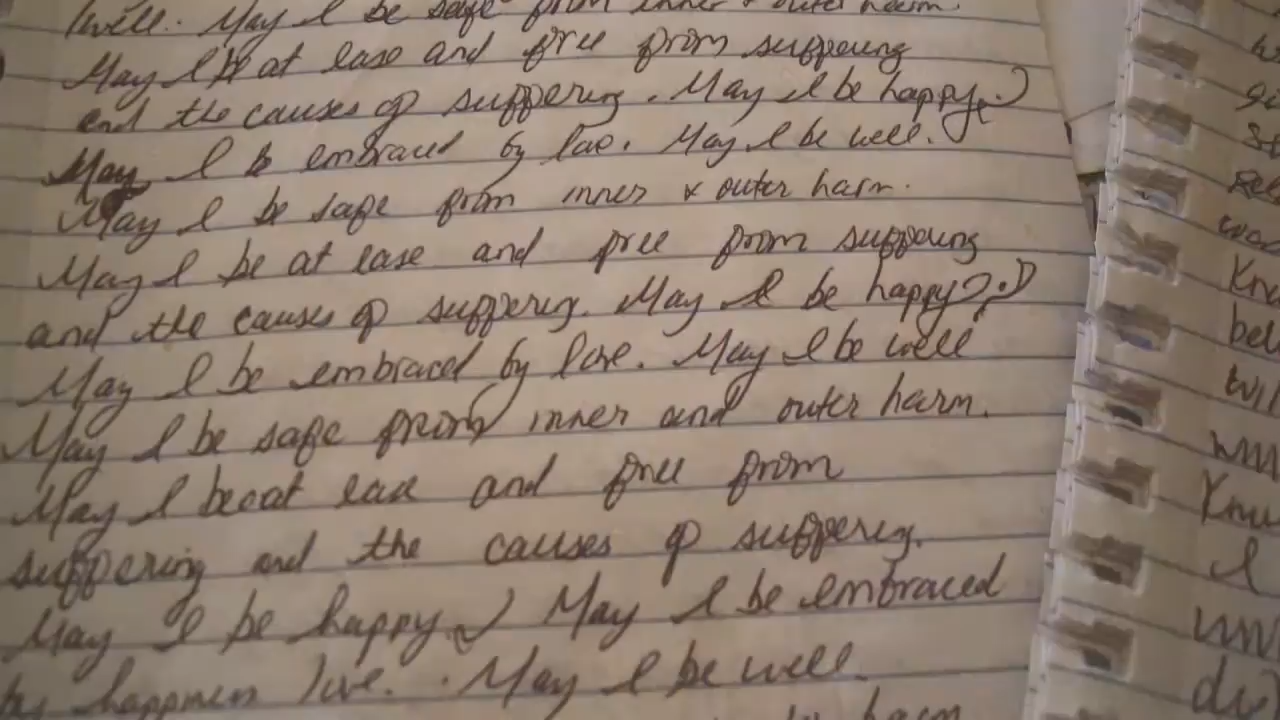 well. May I be safe from inner & outer harm.
May I be at ease and free from suffering
and the causes of suffering. May I be happy.
May I be embraced by love. May I be well.
May I be safe from inner & outer harm.
May I be at ease and free from suffering
and the causes of suffering. May I be happy
May I be embraced by love. May I be well
May I be safe from inner and outer harm.
May I be at ease and free from
suffering and the causes of suffering.
May I be happy. May I be embraced
by happiness love. May I be well.
harm
Kno
bel
wil
I